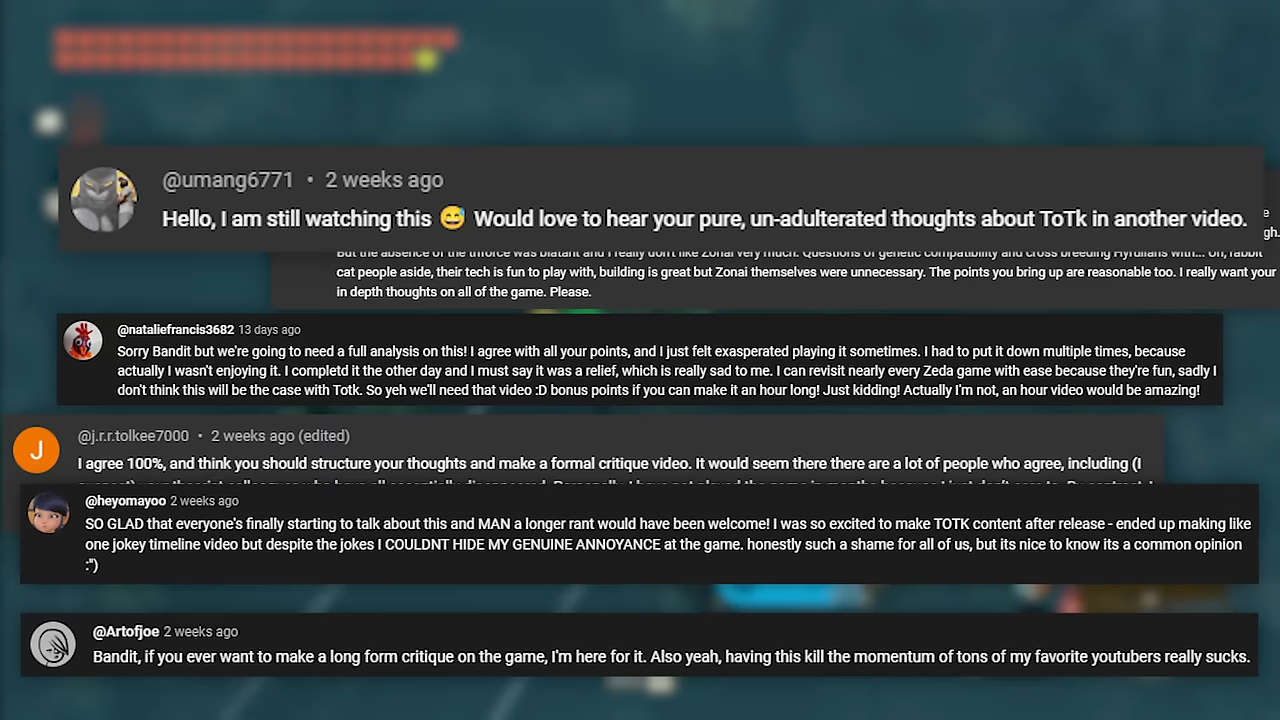 @umang6771 • 2 weeks ago
Hello, I am still watching this 😅 Would love to hear your pure, un-adulterated thoughts about ToTk in another video.
e
gh.
But the absence of the triforce was blatant and I really don't like Zonai very much. Questions of genetic compatibility and cross breeding Hyrulians with... Uh, rabbit
cat people aside, their tech is fun to play with, building is great but Zonai themselves were unnecessary. The points you bring up are reasonable too. I really want your
in depth thoughts on all of the game. Please.
@nataliefrancis3682 13 days ago
Sorry Bandit but we're going to need a full analysis on this! I agree with all your points, and I just felt exasperated playing it sometimes. I had to put it down multiple times, because
actually I wasn't enjoying it. I completd it the other day and I must say it was a relief, which is really sad to me. I can revisit nearly every Zeda game with ease because they're fun, sadly I
don't think this will be the case with Totk. So yeh we'll need that video :D bonus points if you can make it an hour long! Just kidding! Actually I'm not, an hour video would be amazing!
J
@j.r.r.tolkee7000 • 2 weeks ago (edited)
I agree 100%, and think you should structure your thoughts and make a formal critique video. It would seem there there are a lot of people who agree, including (I
@heyomayoo 2 weeks ago
SO GLAD that everyone's finally starting to talk about this and MAN a longer rant would have been welcome! I was so excited to make TOTK content after release - ended up making like
one jokey timeline video but despite the jokes I COULDNT HIDE MY GENUINE ANNOYANCE at the game. honestly such a shame for all of us, but its nice to know its a common opinion
:")
@Artofjoe 2 weeks ago
Bandit, if you ever want to make a long form critique on the game, I'm here for it. Also yeah, having this kill the momentum of tons of my favorite youtubers really sucks.